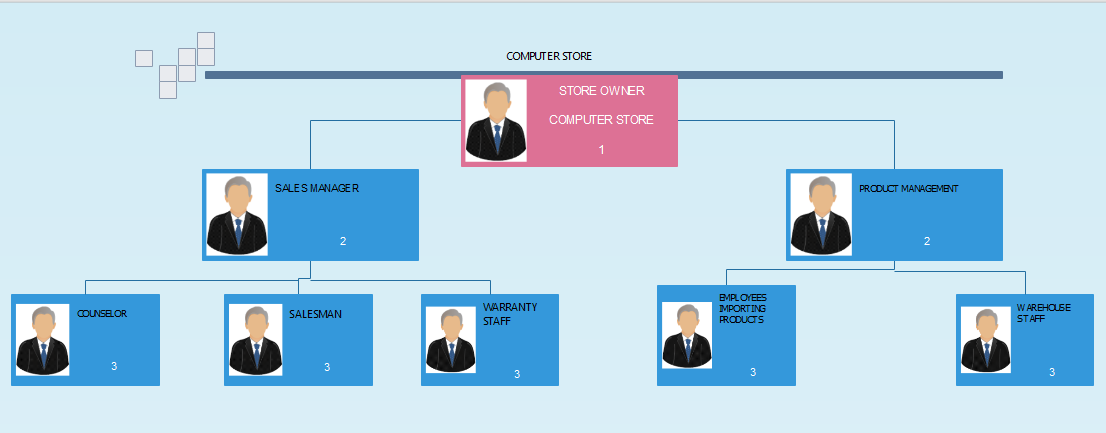 COMPUTER STORE
STORE OWNER
COMPUTER STORE
1
SALES MANAGER
2
PRODUCT MANAGEMENT
2
COUNSELOR
3
SALESMAN
3
WARRANTY
STAFF
3
EMPLOYEES
IMPORTING
PRODUCTS
3
WAREHOUSE
STAFF
3